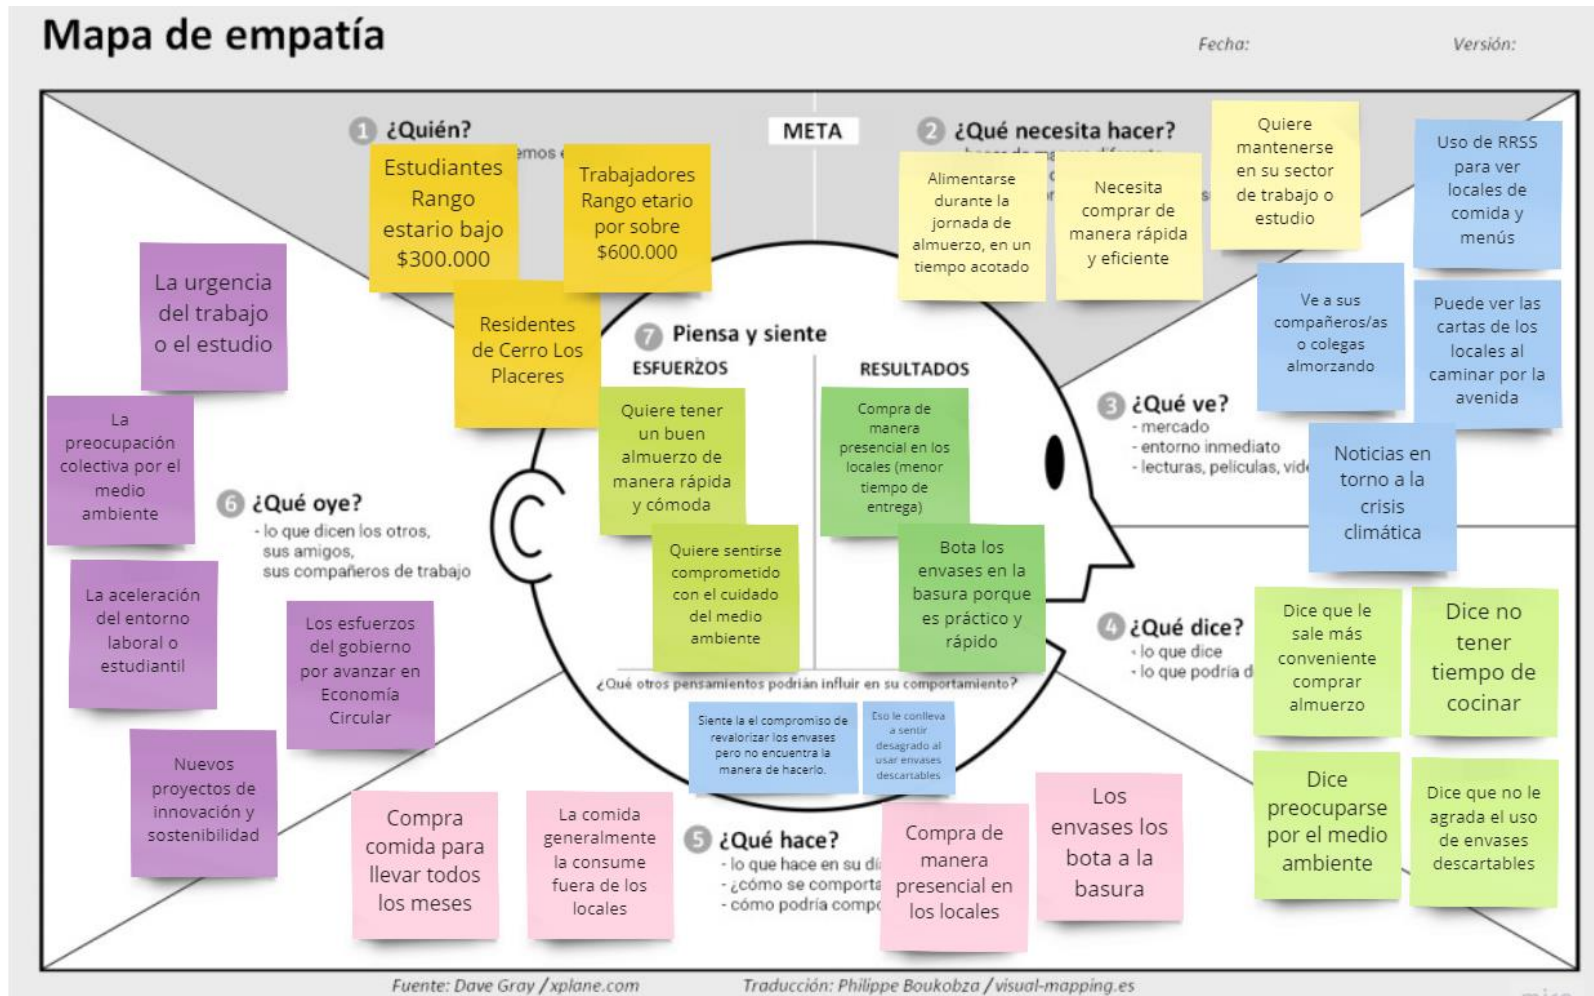 Mapa de empatía
Fecha:
Versión:
1 ¿Quién?
emos e
Estudiantes
Rango
estario bajo
$300.000
Trabajadores
Rango etario
por sobre
$600.000
Residentes
de Cerro Los
Placeres
META
2 ¿Qué necesita hacer?
Alimentarse
durante la
jornada de
almuerzo, en un
tiempo acotado
Necesita
comprar de
manera rápida
y eficiente
Quiere
mantenerse
en su sector
de trabajo o
estudio
Uso de RRSS
para ver
locales de
comida y
menús
Ve a sus
compañeros/as
o colegas
almorzando
Puede ver las
cartas de los
locales al
caminar por la
avenida
3 ¿Qué ve?
- mercado
- entorno inmediato
- lecturas, películas, víde
Noticias en
torno a la
crisis
climática
4 ¿Qué dice?
- lo que dice
- lo que podría d
Dice que le
sale más
conveniente
comprar
almuerzo
Dice no
tener
tiempo de
cocinar
Dice
preocuparse
por el medio
ambiente
Dice que no le
agrada el uso
de envases
descartables
5 ¿Qué hace?
- lo que hace en su dí
- ¿cómo se comporta
- cómo podría compo
Compra
comida para
llevar todos
los meses
La comida
generalmente
la consume
fuera de los
locales
Compra de
manera
presencial en
los locales
Los
envases los
bota a la
basura
6 ¿Qué oye?
- lo que dicen los otros,
sus amigos,
sus compañeros de trabajo
La urgencia
del trabajo
o el estudio
La
preocupación
colectiva por el
medio
ambiente
La aceleración
del entorno
laboral o
estudiantil
Los esfuerzos
del gobierno
por avanzar en
Economía
Circular
Nuevos
proyectos de
innovación y
sostenibilidad
7 Piensa y siente
ESFUERZOS
Quiere tener
un buen
almuerzo de
manera rápida
y cómoda
Quiere sentirse
comprometido
con el cuidado
del medio
ambiente
RESULTADOS
Compra de
manera
presencial en los
locales (menor
tiempo de
entrega)
Bota los
envases en la
basura porque
es práctico y
rápido
¿Qué otros pensamientos podrían influir en su comportamiento?
Siente la el compromiso de
revalorizar los envases
pero no encuentra la
manera de hacerlo.
Eso le conlleva
a sentir
desagrado al
usar envases
descartables
Fuente: Dave Gray / xplane.com
Traducción: Philippe Boukobza / visual-mapping.es